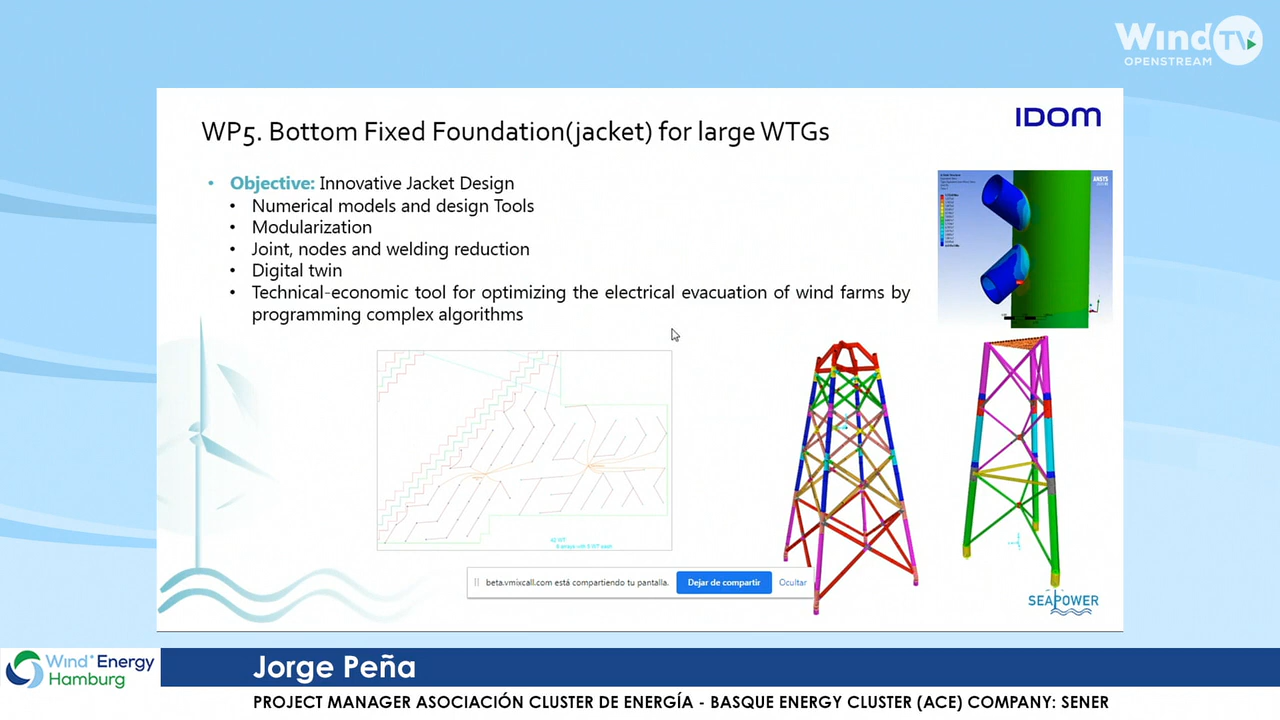 Wind TV
OPENSTREAM
IDOM
WP5. Bottom Fixed Foundation(jacket) for large WTGs
• Objective: Innovative Jacket Design
• Numerical models and design Tools
• Modularization
• Joint, nodes and welding reduction
• Digital twin
• Technical-economic tool for optimizing the electrical evacuation of wind farms by
programming complex algorithms
ANSYS
beta.vmixcall.com está compartiendo tu pantalla.
Dejar de compartir
Ocultar
SEAPOWER
Wind Energy
Hamburg
Jorge Peña
PROJECT MANAGER ASOCIACIÓN CLUSTER DE ENERGÍA - BASQUE ENERGY CLUSTER (ACE) COMPANY: SENER